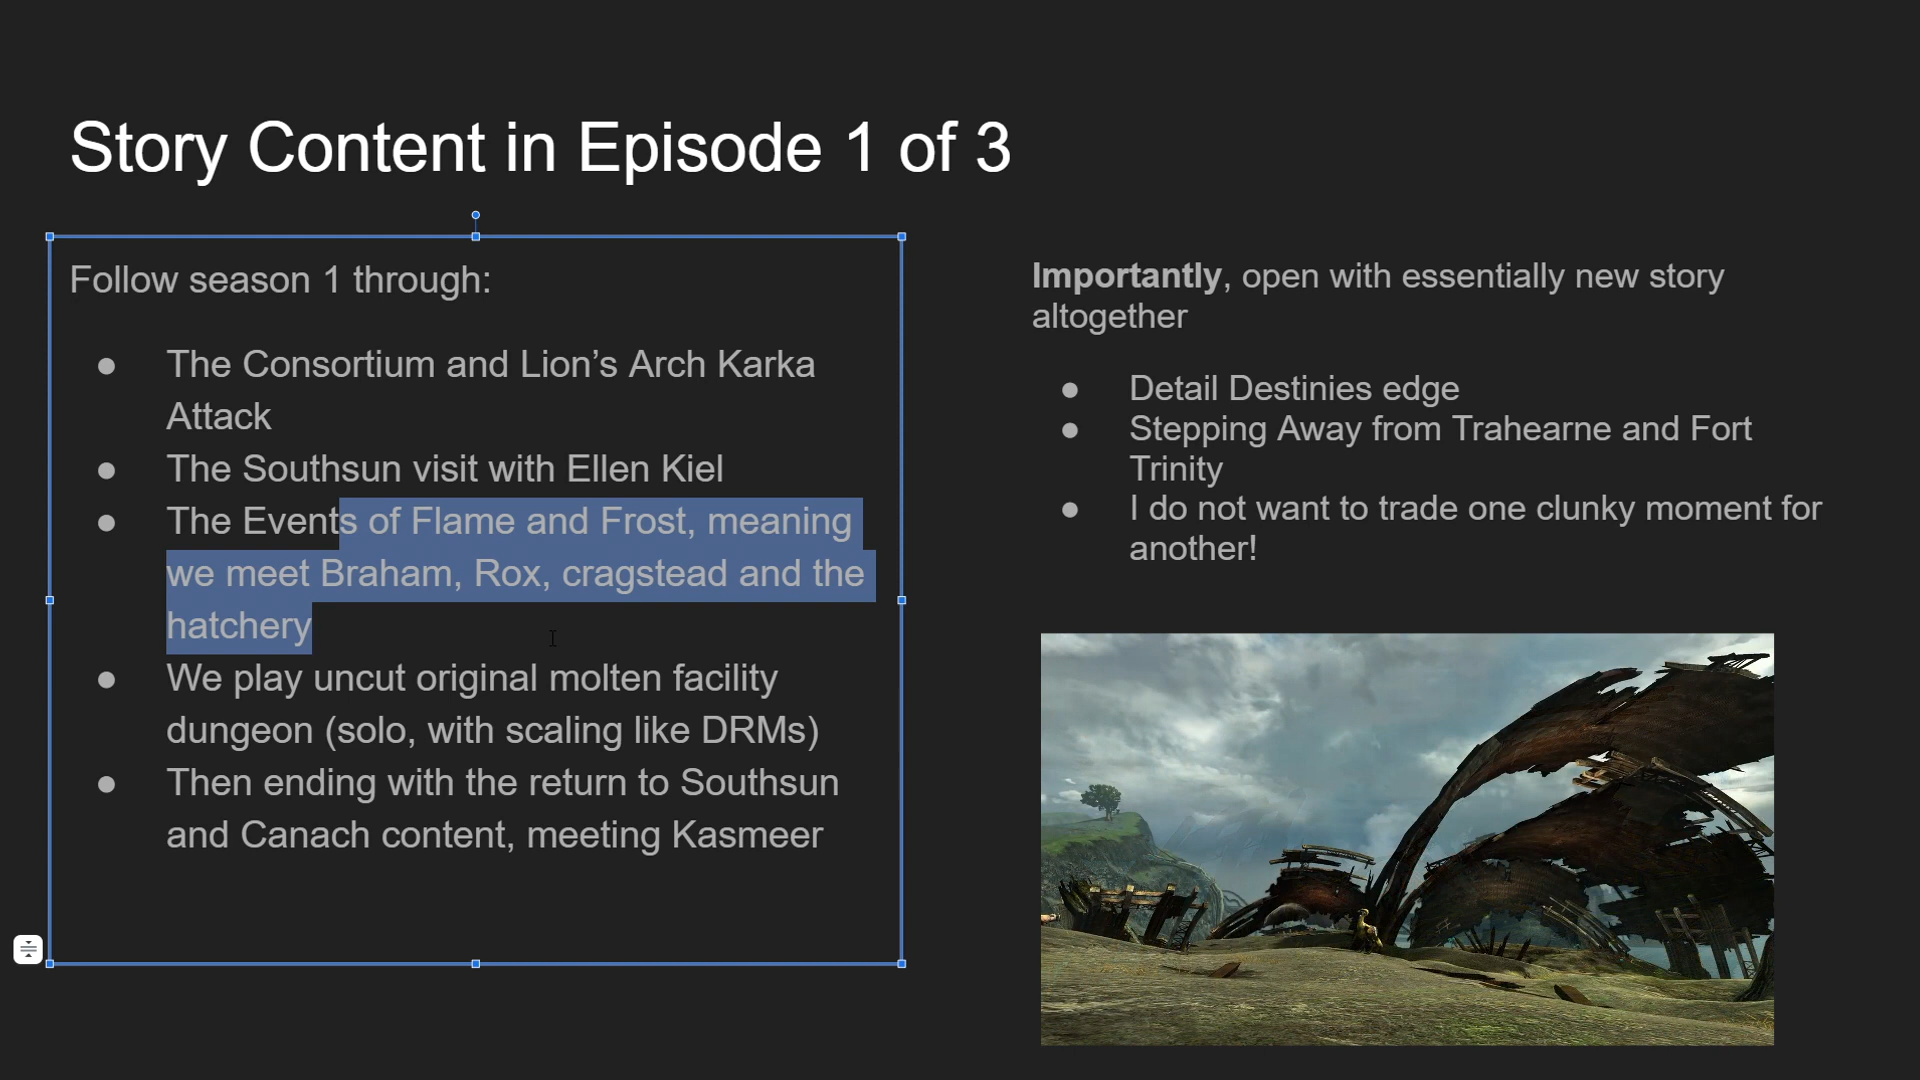 Story Content in Episode 1 of 3
Follow season 1 through:
● The Consortium and Lion’s Arch Karka
Attack
● The Southsun visit with Ellen Kiel
● The Events of Flame and Frost, meaning
we meet Braham, Rox, cragstead and the
hatchery
● We play uncut original molten facility
dungeon (solo, with scaling like DRMs)
● Then ending with the return to Southsun
and Canach content, meeting Kasmeer
Importantly, open with essentially new story
altogether
● Detail Destinies edge
● Stepping Away from Trahearne and Fort
Trinity
● I do not want to trade one clunky moment for
another!